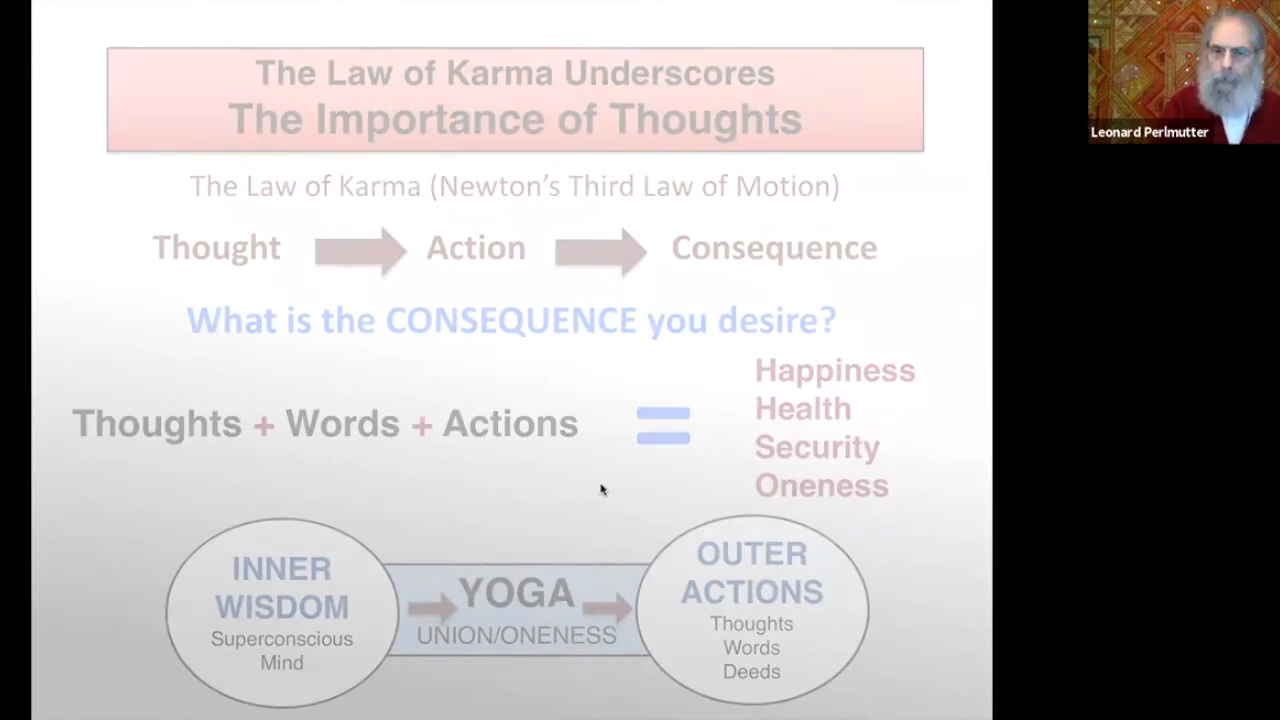 The Law of Karma Underscores
The Importance of Thoughts
The Law of Karma (Newton's Third Law of Motion)
Thought Action Consequence
What is the CONSEQUENCE you desire?
Thoughts + Words + Actions =
Happiness
Health
Security
Oneness
INNER
WISDOM
Superconscious
Mind
YOGA
UNION/ONENESS
OUTER
ACTIONS
Thoughts
Words
Deeds
Leonard Perlmutter